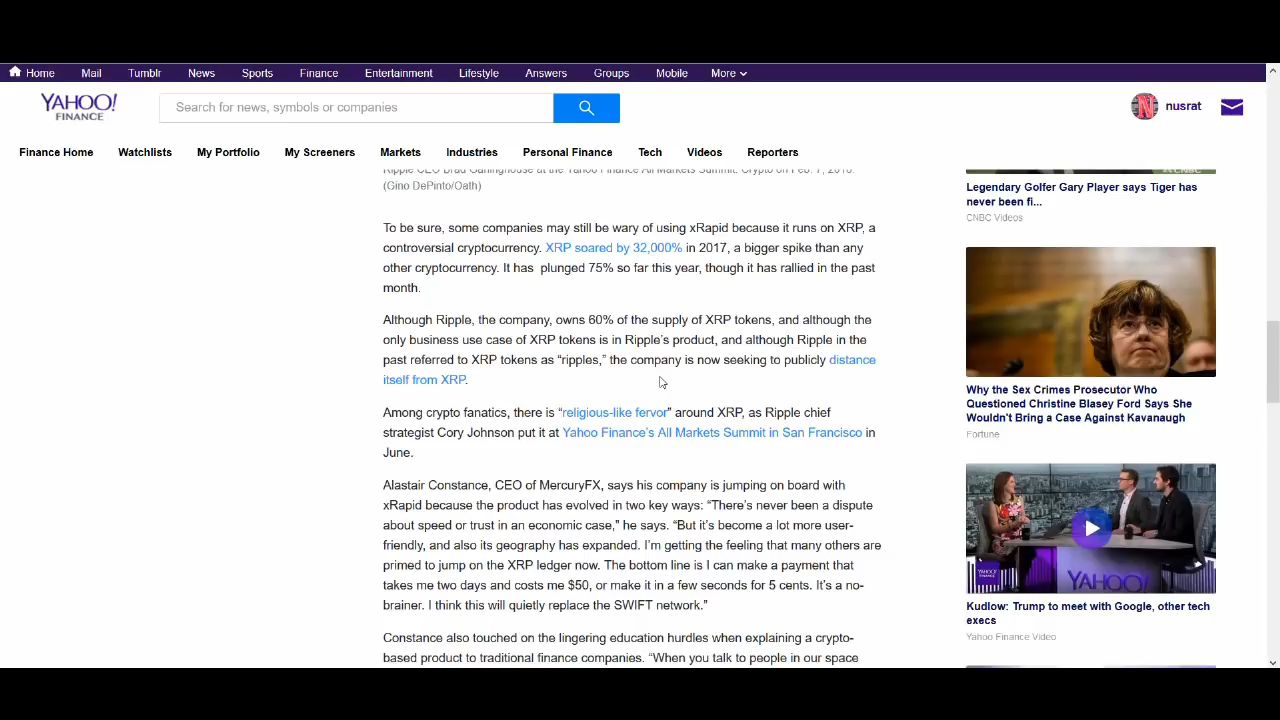 Home Mail Tumblr News Sports Finance Entertainment Lifestyle Answers Groups Mobile More
YAHOO!
FINANCE
Search for news, symbols or companies
nusrat
Finance Home Watchlists My Portfolio My Screeners Markets Industries Personal Finance Tech Videos Reporters
Ripple CEO Brad Garlinghouse at the Yahoo Finance All Markets Summit: Crypto on Feb. 7, 2018.
(Gino DePinto/Oath)
To be sure, some companies may still be wary of using xRapid because it runs on XRP, a
controversial cryptocurrency. XRP soared by 32,000% in 2017, a bigger spike than any
other cryptocurrency. It has plunged 75% so far this year, though it has rallied in the past
month.
Although Ripple, the company, owns 60% of the supply of XRP tokens, and although the
only business use case of XRP tokens is in Ripple's product, and although Ripple in the
past referred to XRP tokens as “ripples,” the company is now seeking to publicly distance
itself from XRP.
Among crypto fanatics, there is “religious-like fervor” around XRP, as Ripple chief
strategist Cory Johnson put it at Yahoo Finance's All Markets Summit in San Francisco in
June.
Alastair Constance, CEO of MercuryFX, says his company is jumping on board with
xRapid because the product has evolved in two key ways: “There's never been a dispute
about speed or trust in an economic case,” he says. “But it's become a lot more user-
friendly, and also its geography has expanded. I'm getting the feeling that many others are
primed to jump on the XRP ledger now. The bottom line is I can make a payment that
takes me two days and costs me $50, or make it in a few seconds for 5 cents. It's a no-
brainer. I think this will quietly replace the SWIFT network.”
Constance also touched on the lingering education hurdles when explaining a crypto-
based product to traditional finance companies. “When you talk to people in our space
CNBC
Legendary Golfer Gary Player says Tiger has
never been fi...
CNBC Videos
Why the Sex Crimes Prosecutor Who
Questioned Christine Blasey Ford Says She
Wouldn't Bring a Case Against Kavanaugh
Fortune
YAHOO!
FINANCE
YAHOO
Kudlow: Trump to meet with Google, other tech
execs
Yahoo Finance Video